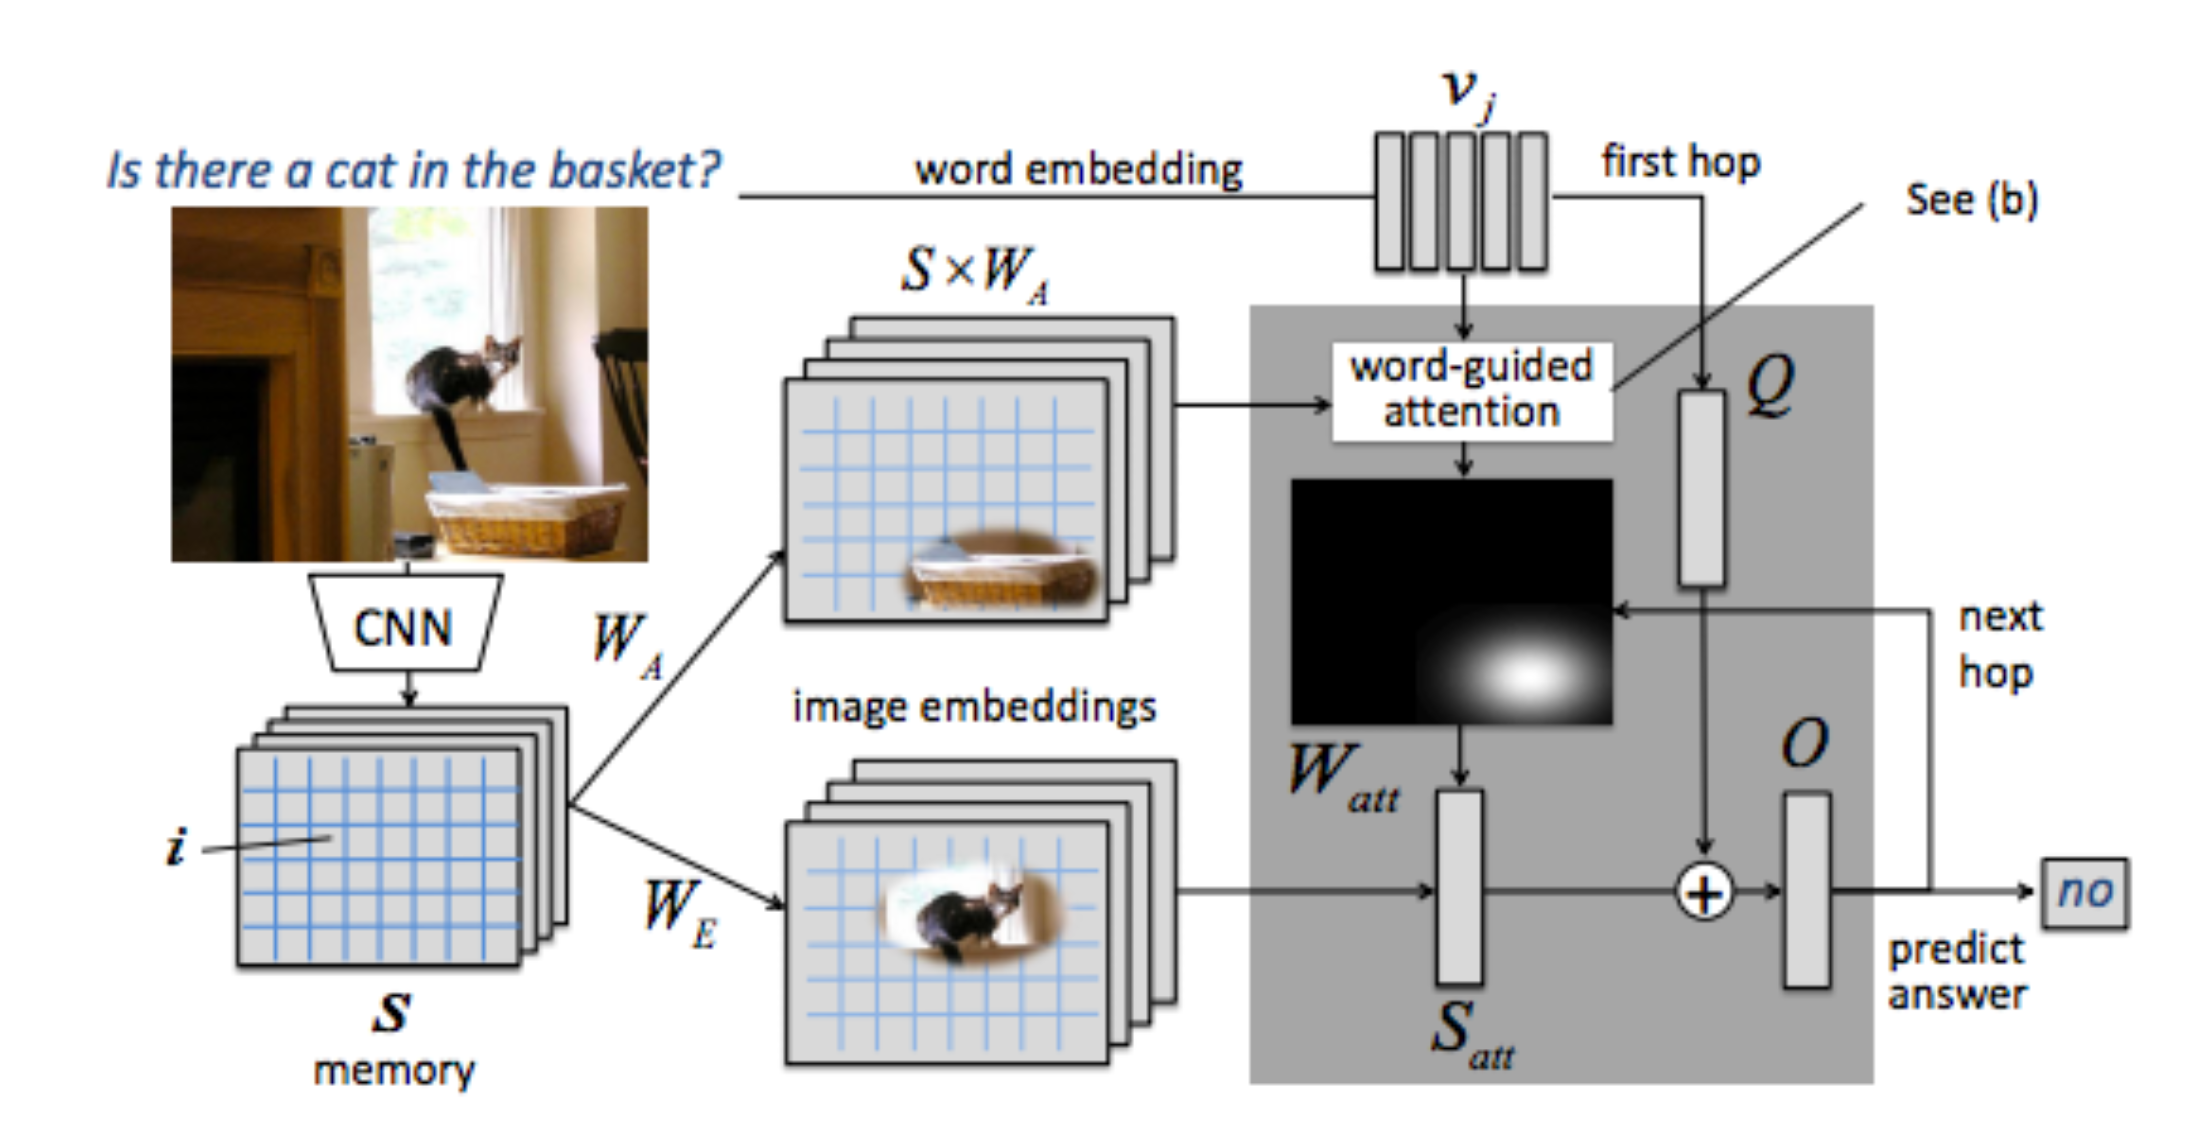 v_j
Is there a cat in the basket?
word embedding
first hop
See (b)
S × W_A
word-guided
attention
Q
CNN
W_A
next
hop
image embeddings
W_att
O
i
W_E
+
no
predict
answer
S
S_att
memory